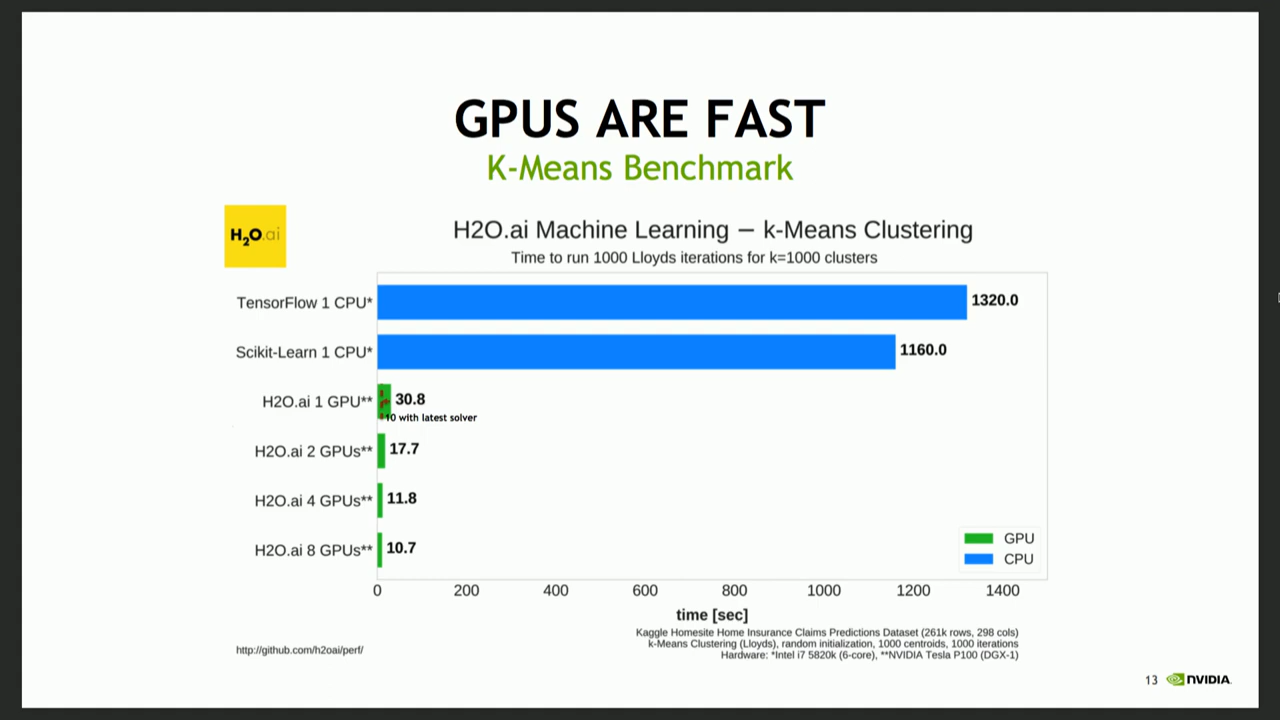 GPUS ARE FAST
K-Means Benchmark
H2O.ai
H2O.ai Machine Learning − k-Means Clustering
Time to run 1000 Lloyds iterations for k=1000 clusters
TensorFlow 1 CPU* 1320.0
Scikit-Learn 1 CPU* 1160.0
H2O.ai 1 GPU** 30.8
10 with latest solver
H2O.ai 2 GPUs** 17.7
H2O.ai 4 GPUs** 11.8
H2O.ai 8 GPUs** 10.7
GPU
CPU
0 200 400 600 800 1000 1200 1400
time [sec]
Kaggle Homesite Home Insurance Claims Predictions Dataset (261k rows, 298 cols)
k-Means Clustering (Lloyds), random initialization, 1000 centroids, 1000 iterations
Hardware: *Intel i7 5820k (6-core), **NVIDIA Tesla P100 (DGX-1)
http://github.com/h2oai/perf/
13 NVIDIA.